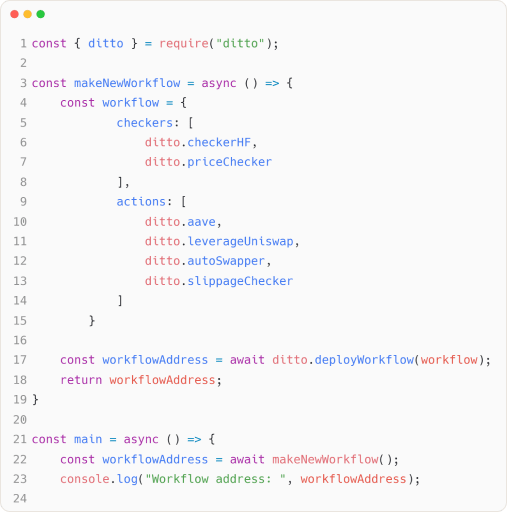 1 const { ditto } = require("ditto");
2
3 const makeNewWorkflow = async () => {
4     const workflow = {
5             checkers: [
6                 ditto.checkerHF,
7                 ditto.priceChecker
8             ],
9             actions: [
10                 ditto.aave,
11                 ditto.leverageUniswap,
12                 ditto.autoSwapper,
13                 ditto.slippageChecker
14             ]
15         }
16
17     const workflowAddress = await ditto.deployWorkflow(workflow);
18     return workflowAddress;
19 }
20
21 const main = async () => {
22     const workflowAddress = await makeNewWorkflow();
23     console.log("Workflow address: ", workflowAddress);
24